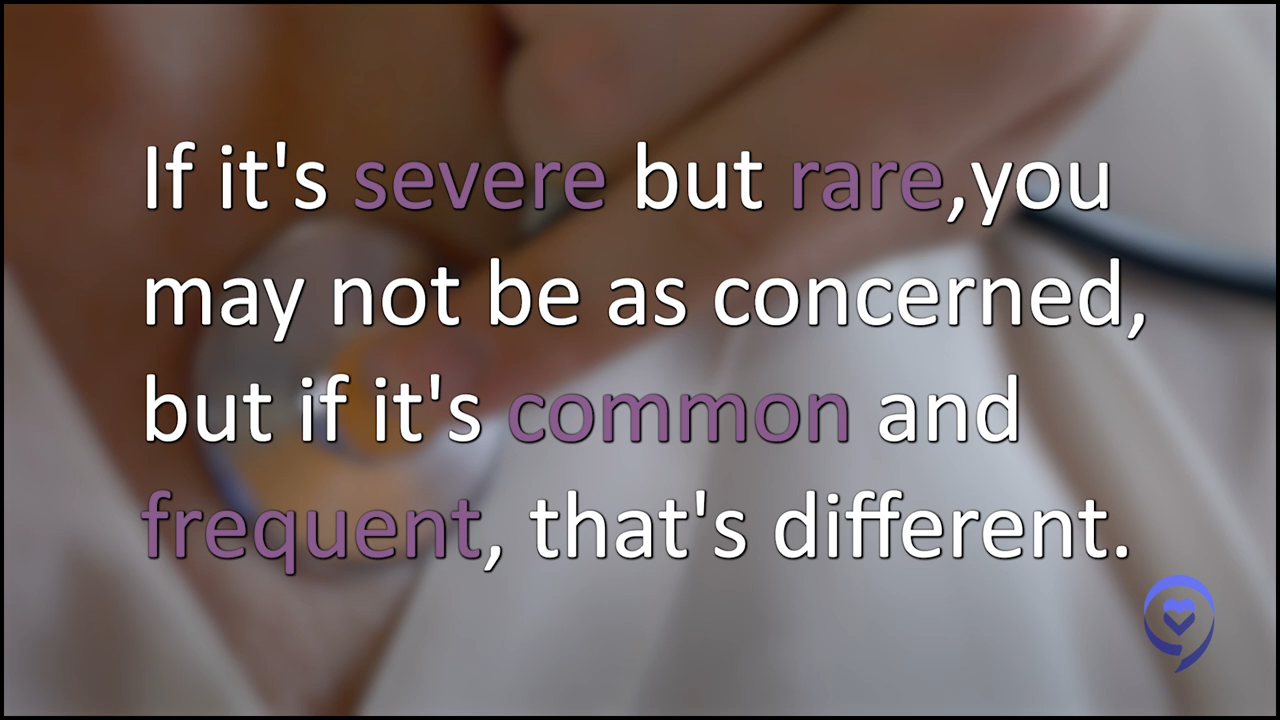 If it's severe but rare,you
may not be as concerned,
but if it's common and
frequent, that's different.